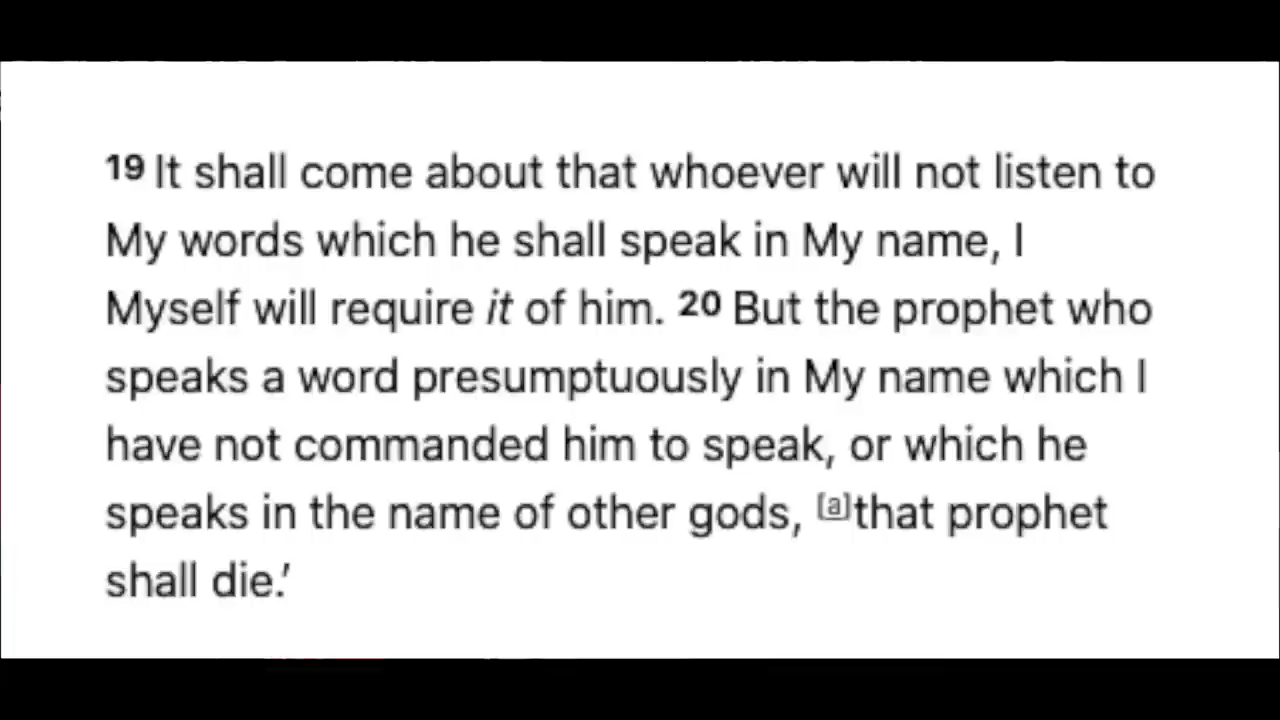 19 It shall come about that whoever will not listen to
My words which he shall speak in My name, I
Myself will require it of him. 20 But the prophet who
speaks a word presumptuously in My name which I
have not commanded him to speak, or which he
speaks in the name of other gods, [a]that prophet
shall die.’